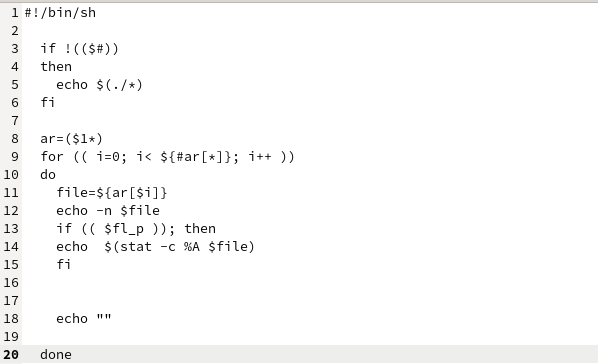 1 #!/bin/sh
2
3 if !(($#))
4 then
5 echo $(./*)
6 fi
7
8 ar=($1*)
9 for (( i=0; i< ${#ar[*]}; i++ ))
10 do
11 file=${ar[$i]}
12 echo -n $file
13 if (( $fl_p )); then
14 echo  $(stat -c %A $file)
15 fi
16
17
18 echo ""
19
20 done